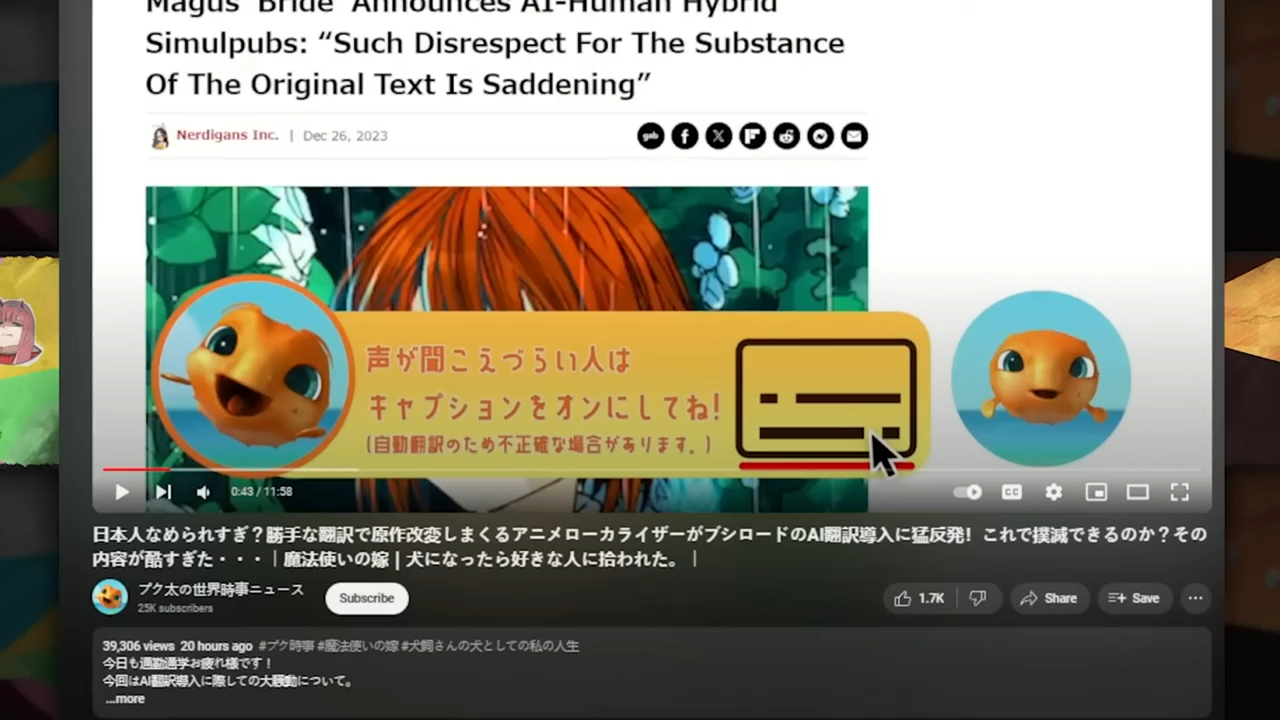 Magus' Bride' Announces AI-Human Hybrid
Simulpubs: “Such Disrespect For The Substance
Of The Original Text Is Saddening”
Nerdigans Inc. | Dec 26, 2023
gab
声が聞こえづらい人は
キャプションをオンにしてね!
(自動翻訳のため不正確な場合があります。)
0:43 / 11:58
CC
日本人なめられすぎ？勝手な翻訳で原作改変しまくるアニメローカライザーがブシロードのAI翻訳導入に猛反発！これで撲滅できるのか？その
内容が酷すぎた・・・｜魔法使いの嫁 | 犬になったら好きな人に拾われた。｜
プク太の世界時事ニュース
25K subscribers
Subscribe
1.7K
Share
Save
39,306 views 20 hours ago #プク時事 #魔法使いの嫁 #犬飼さんの犬としての私の人生
今日も通勤通学お疲れ様です！
今回はAI翻訳導入に際しての大騒動について。
...more